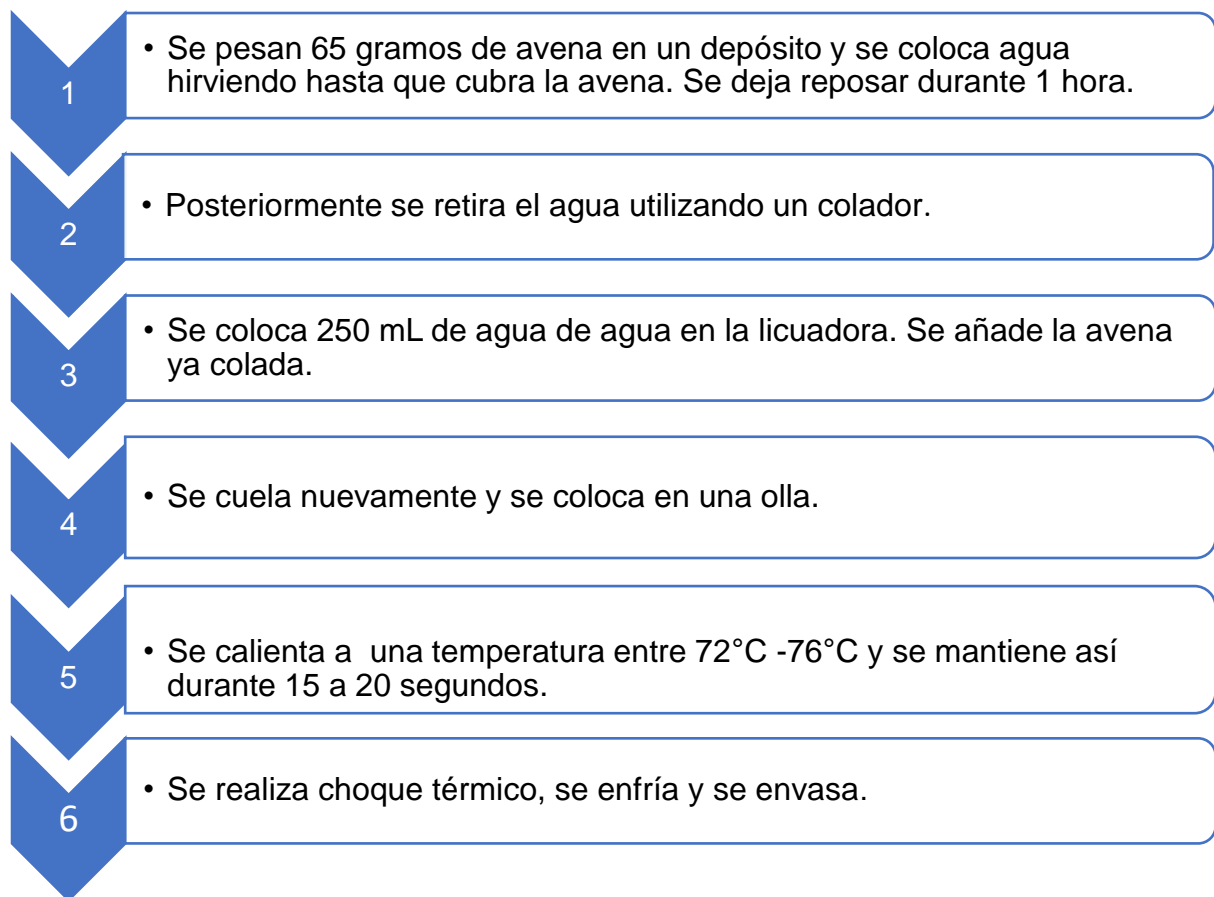 1
• Se pesan 65 gramos de avena en un depósito y se coloca agua
hirviendo hasta que cubra la avena. Se deja reposar durante 1 hora.
2
• Posteriormente se retira el agua utilizando un colador.
3
• Se coloca 250 mL de agua de agua en la licuadora. Se añade la avena
ya colada.
4
• Se cuela nuevamente y se coloca en una olla.
5
• Se calienta a  una temperatura entre 72°C -76°C y se mantiene así
durante 15 a 20 segundos.
6
• Se realiza choque térmico, se enfría y se envasa.